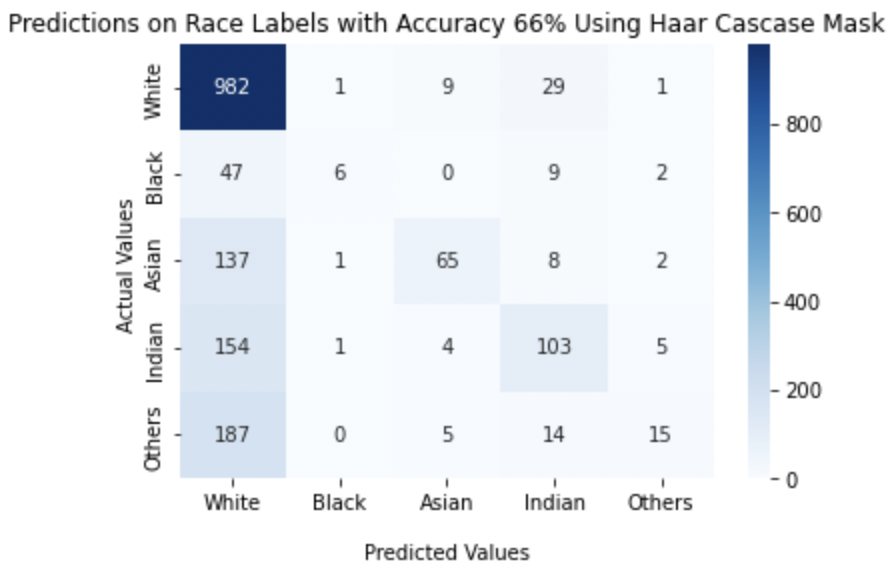 Predictions on Race Labels with Accuracy 66% Using Haar Cascase Mask
White 982 1 9 29 1
Black 47 6 0 9 2
Asian 137 1 65 8 2
Indian 154 1 4 103 5
Others 187 0 5 14 15
White Black Asian Indian Others
Actual Values
Predicted Values
800
600
400
200
0